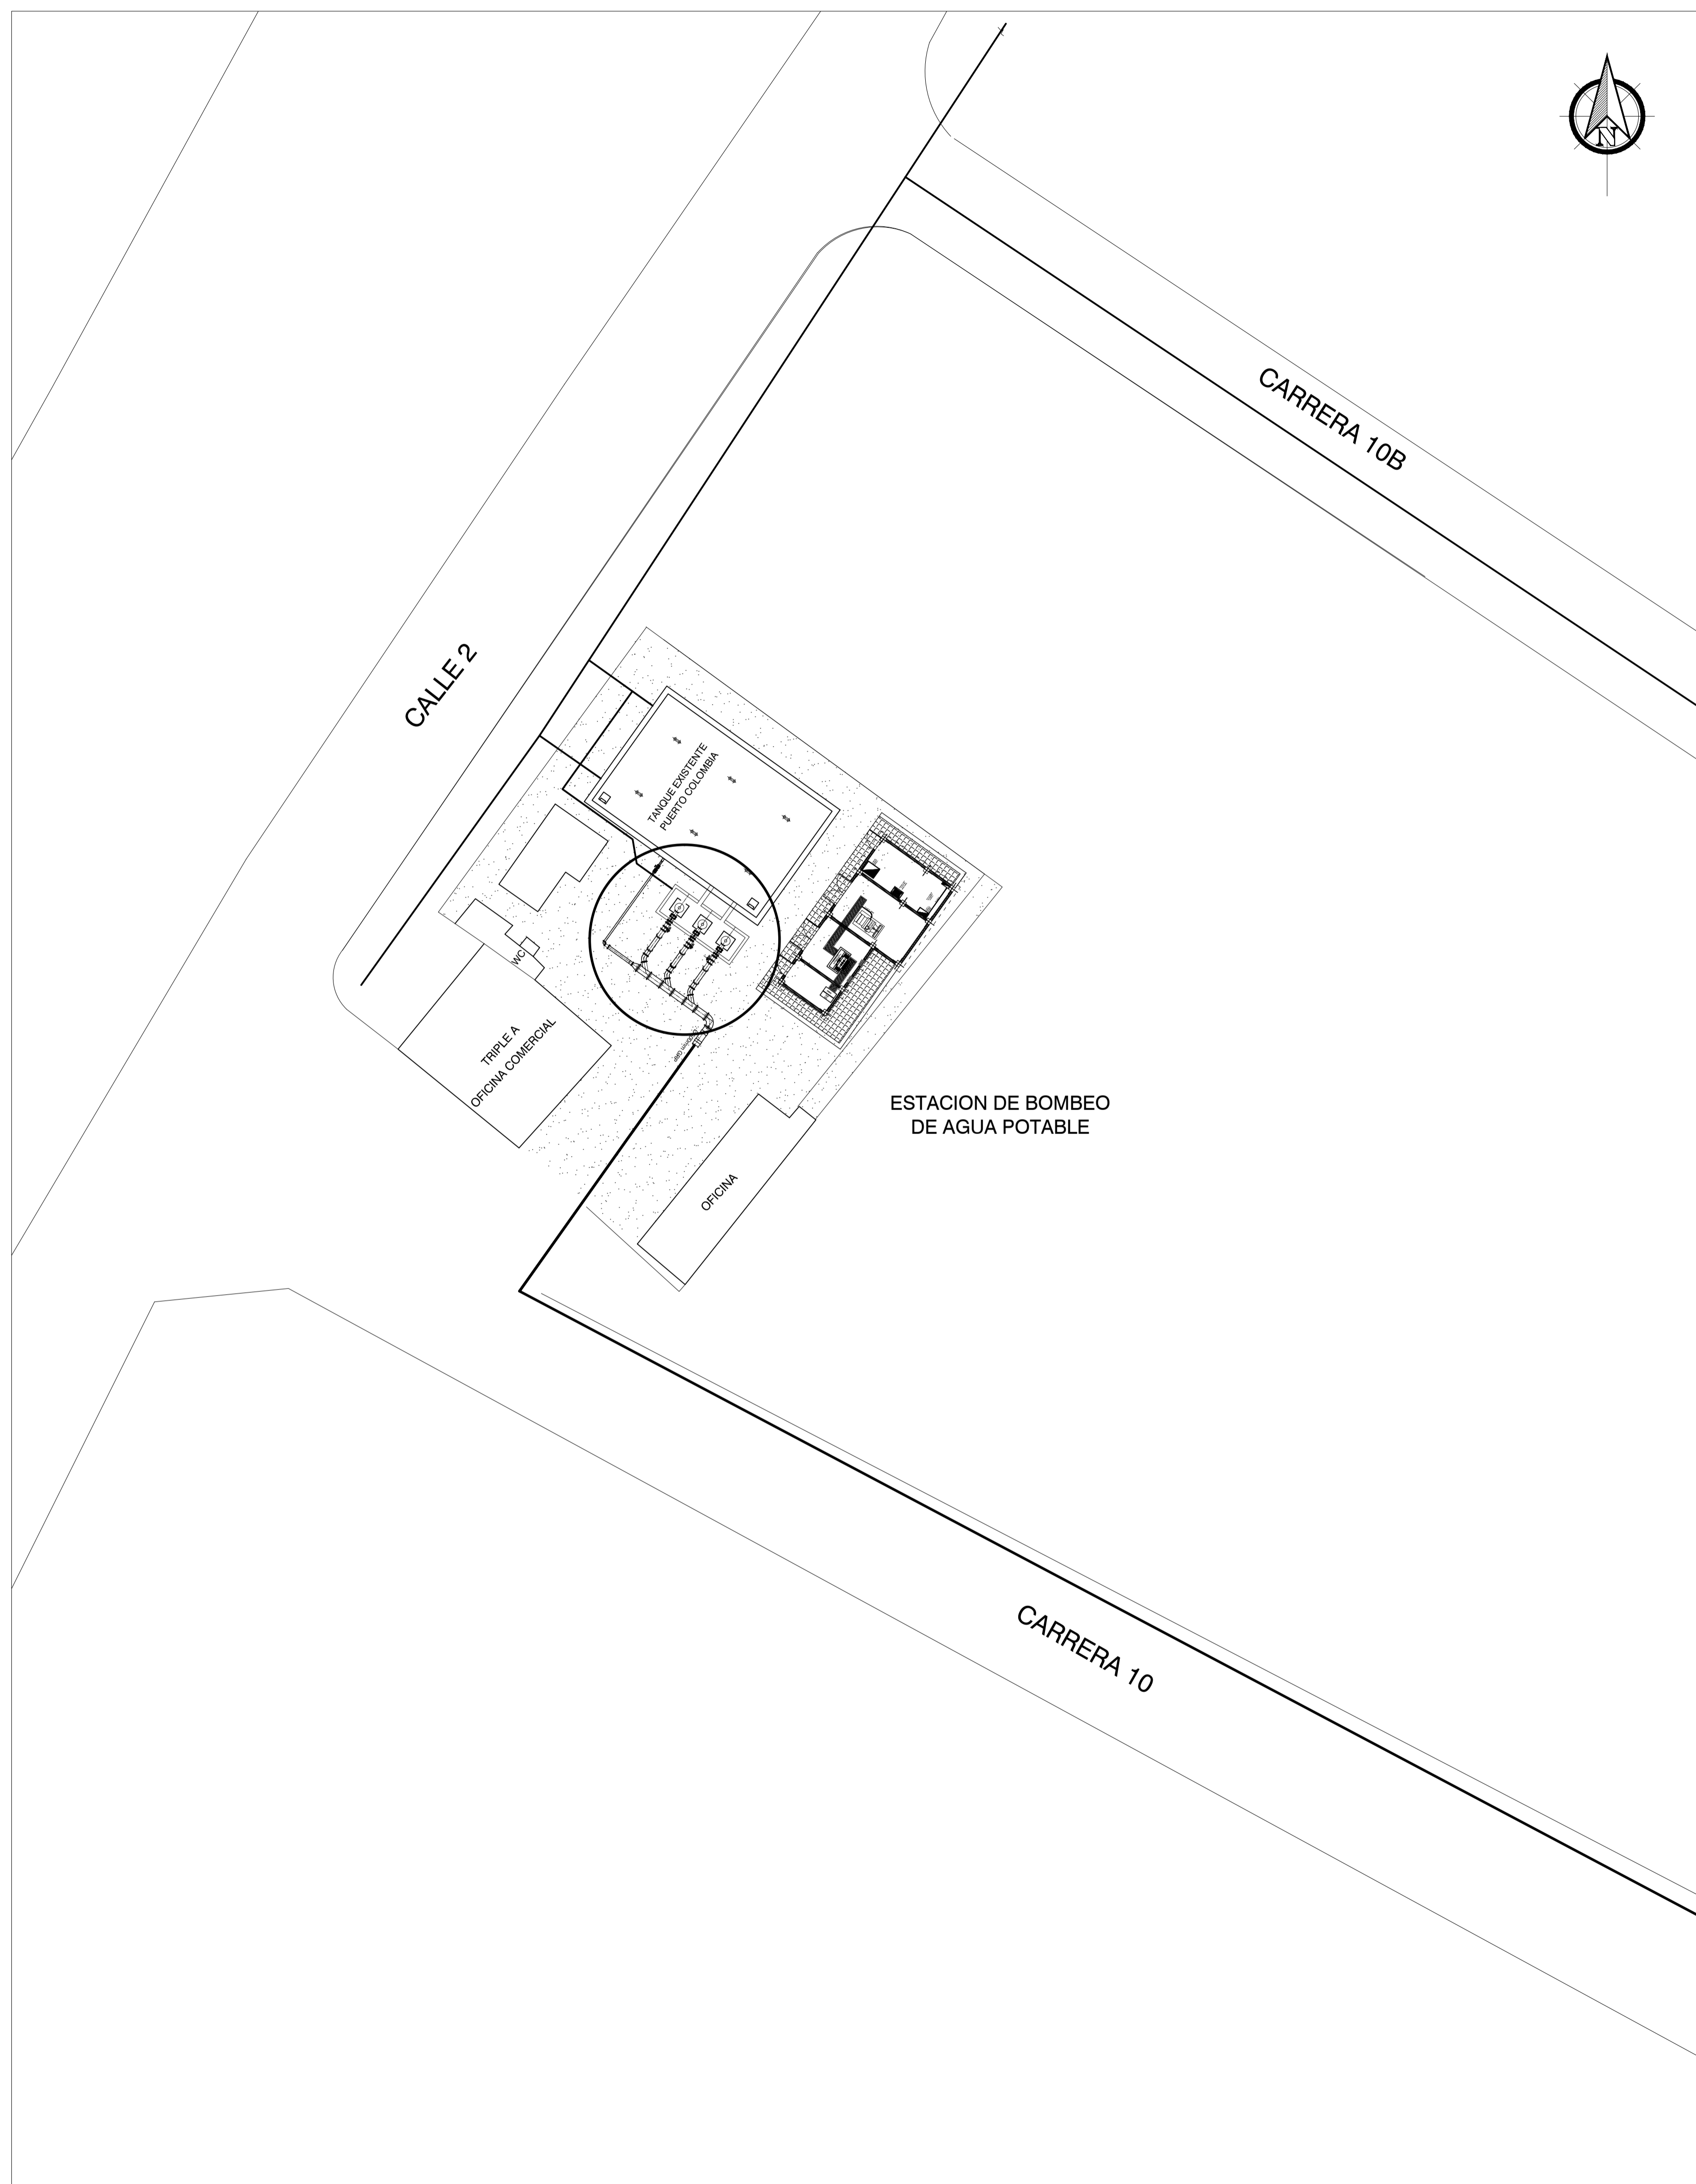 N
CARRERA 10B
CALLE 2
TANQUE EXISTENTE
PUERTO COLOMBIA
WC
TRIPLE A
OFICINA COMERCIAL
ESTACION DE BOMBEO
DE AGUA POTABLE
OFICINA
CARRERA 10